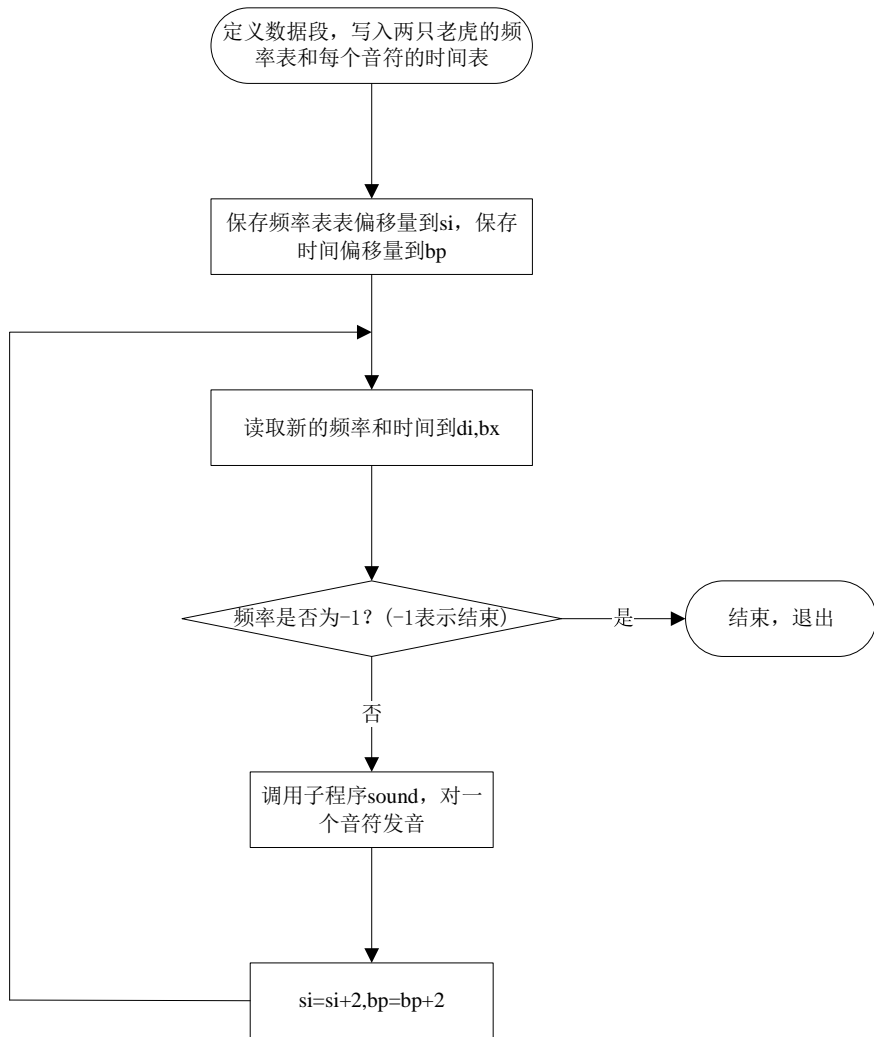 定义数据段，写入两只老虎的频
率表和每个音符的时间表
保存频率表表偏移量到si，保存
时间偏移量到bp
读取新的频率和时间到di,bx
频率是否为-1？(-1表示结束)
是
结束，退出
否
调用子程序sound，对一
个音符发音
si=si+2,bp=bp+2